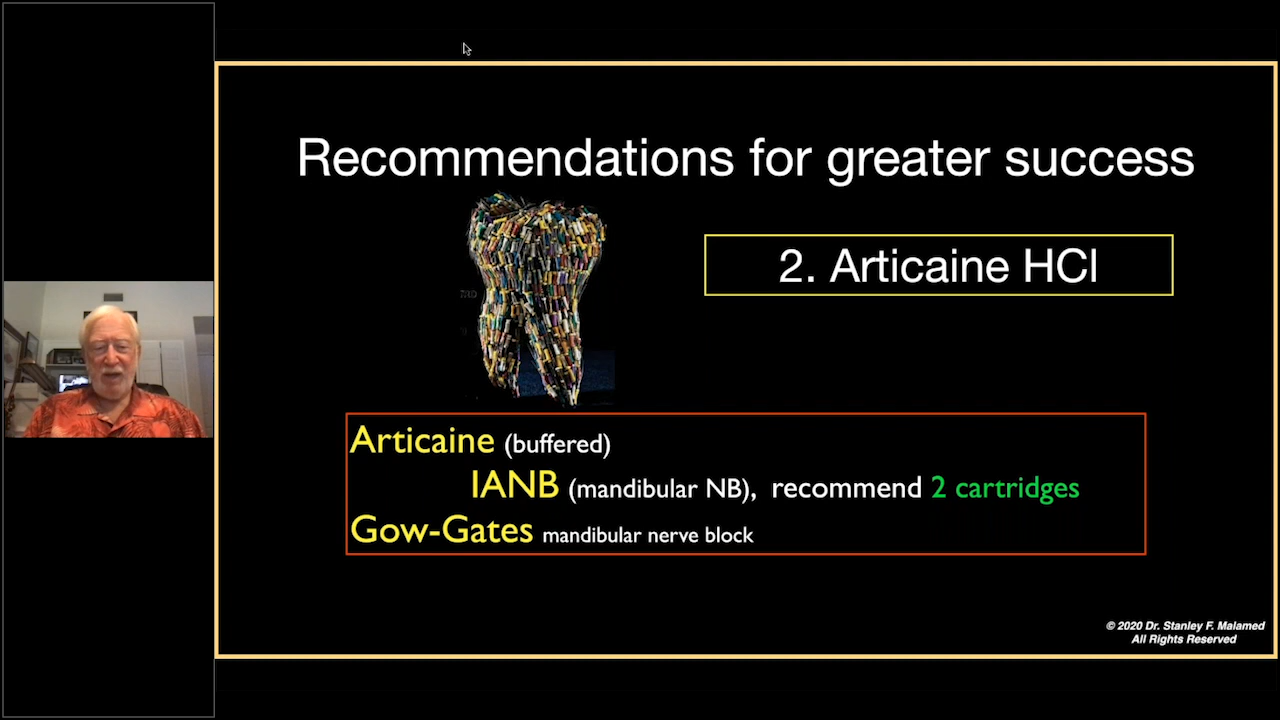 Recommendations for greater success
2. Articaine HCl
Articaine (buffered)
IANB (mandibular NB), recommend 2 cartridges
Gow-Gates mandibular nerve block
© 2020 Dr. Stanley F. Malamed
All Rights Reserved